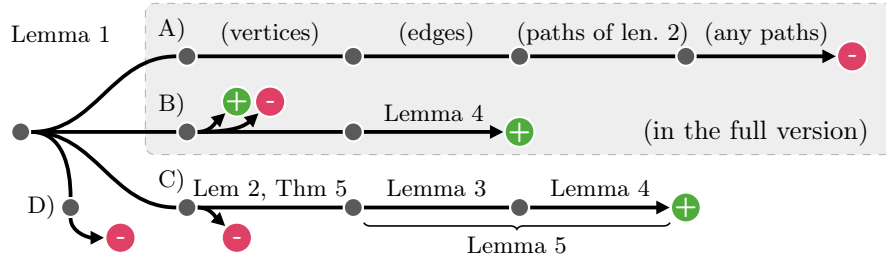 Lemma 1
A) (vertices) (edges) (paths of len. 2) (any paths) -
B) + - Lemma 4 +
(in the full version)
C) Lem 2, Thm 5 Lemma 3 Lemma 4 +
D) - -
Lemma 5